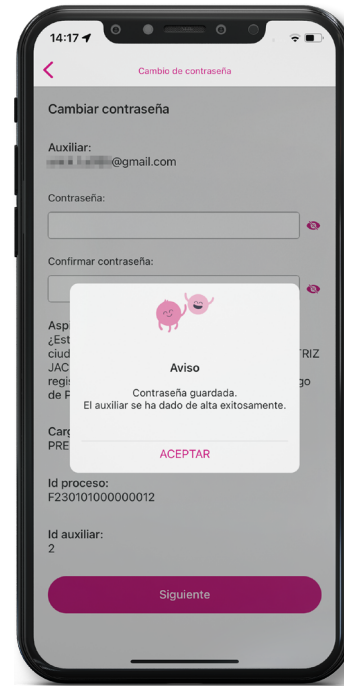 14:17
Cambio de contraseña
Cambiar contraseña
Auxiliar:
@gmail.com
Contraseña:
Confirmar contraseña:
Aviso
Contraseña guardada.
El auxiliar se ha dado de alta exitosamente.
ACEPTAR
¿Est
ciud
TRIZ
JAC
regis
go
de P
Carg
PRE
Id proceso:
F230101000000012
Id auxiliar:
2
Siguiente